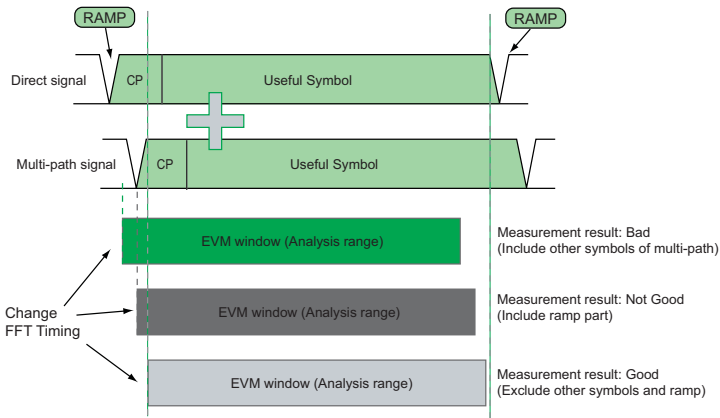 RAMP
RAMP
Direct signal
CP
Useful Symbol
Multi-path signal
CP
Useful Symbol
EVM window (Analysis range)
Measurement result: Bad
(Include other symbols of multi-path)
Change
FFT Timing
EVM window (Analysis range)
Measurement result: Not Good
(Include ramp part)
EVM window (Analysis range)
Measurement result: Good
(Exclude other symbols and ramp)